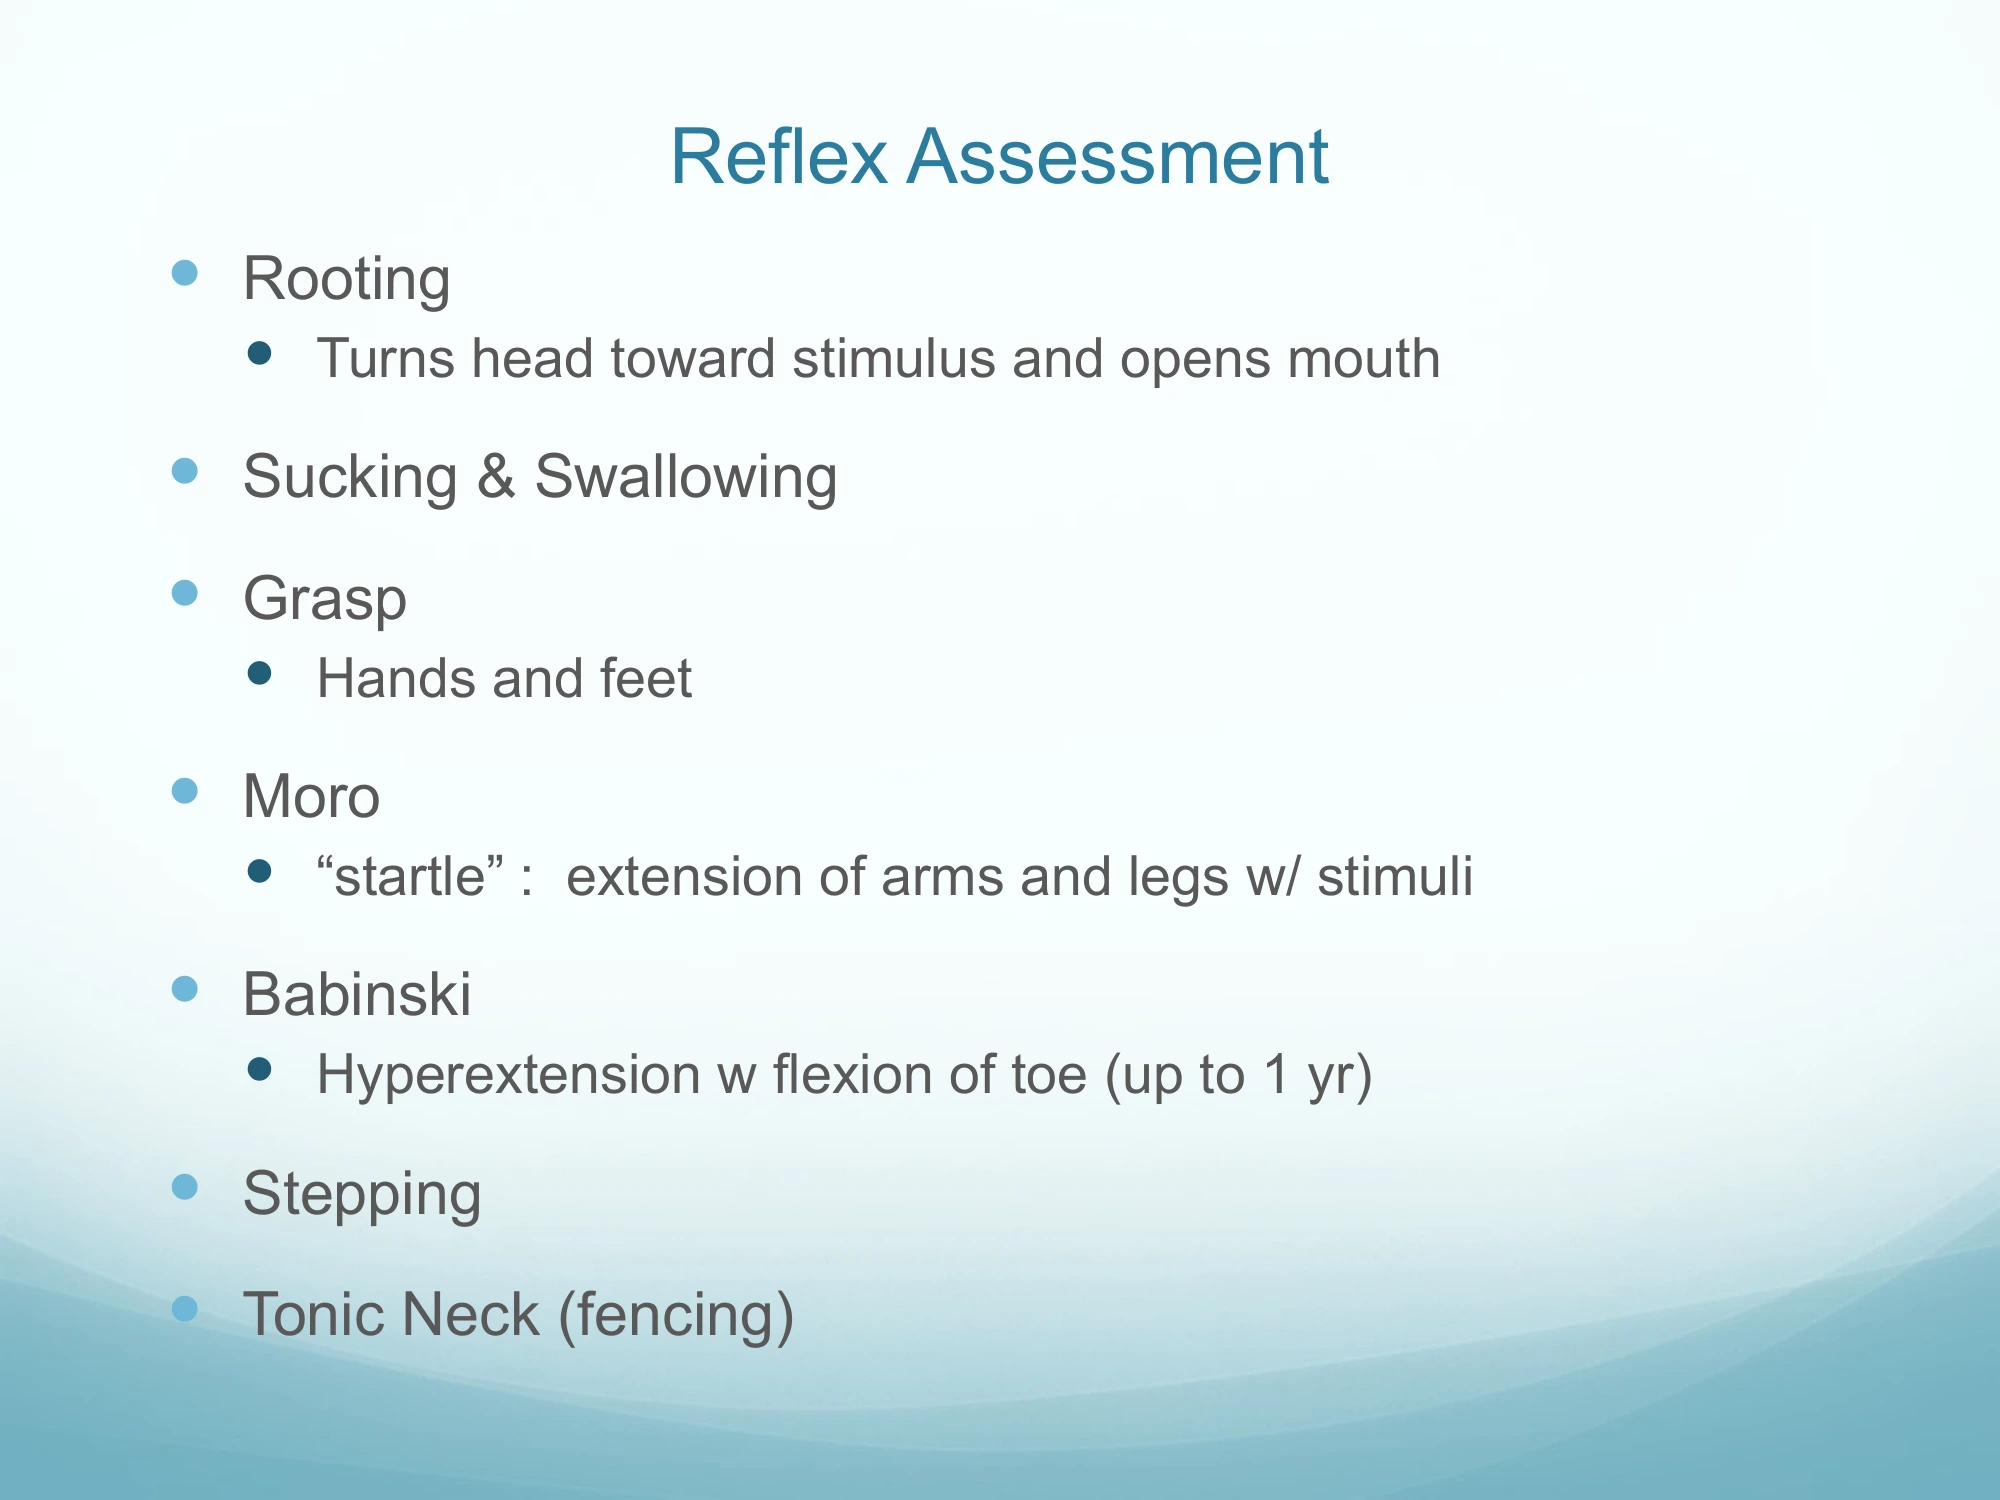 Reflex Assessment
Rooting
Turns head toward stimulus and opens mouth
Sucking & Swallowing
Grasp
Hands and feet
Moro
“startle” :  extension of arms and legs w/ stimuli
Babinski
Hyperextension w flexion of toe (up to 1 yr)
Stepping
Tonic Neck (fencing)